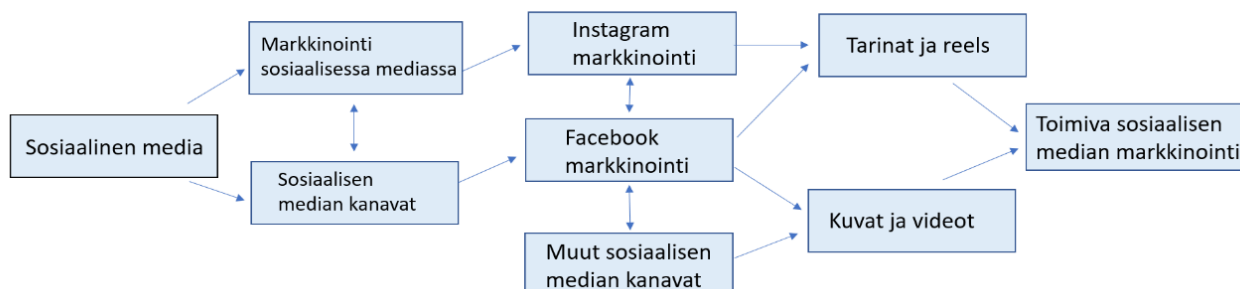 Sosiaalinen media
Markkinointi
sosiaalisessa mediassa
Sosiaalisen
median kanavat
Instagram
markkinointi
Facebook
markkinointi
Muut sosiaalisen
median kanavat
Tarinat ja reels
Kuvat ja videot
Toimiva sosiaalisen
median markkinointi